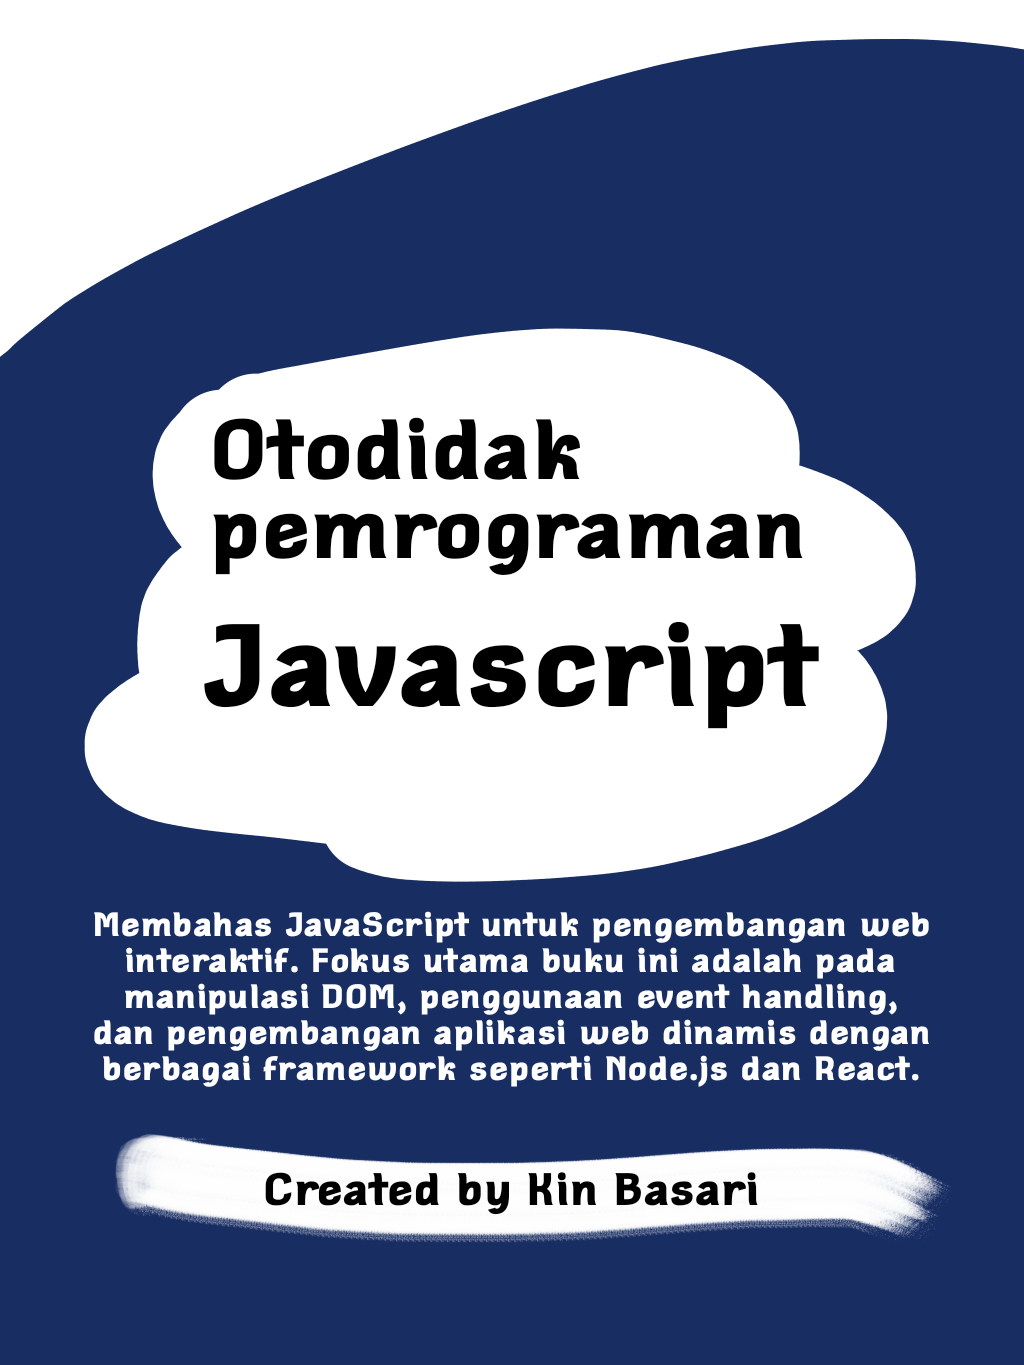 Otodidak
pemrograman
Javascript
Membahas JavaScript untuk pengembangan web
interaktif. Fokus utama buku ini adalah pada
manipulasi DOM, penggunaan event handling,
dan pengembangan aplikasi web dinamis dengan
berbagai framework seperti Node.js dan React.
Created by Kin Basari